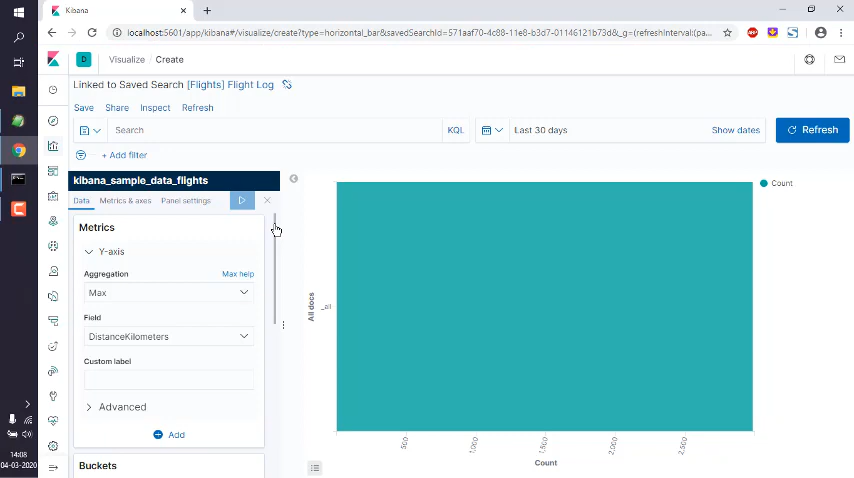 Kibana
localhost:5601/app/kibana#/visualize/create?type=horizontal_bar&savedSearchId=571aaf70-4c88-11e8-b3d7-01146121b73d&_g=(refreshInterval:(pa...
ABP
D
Visualize
Create
Linked to Saved Search [Flights] Flight Log
Save
Share
Inspect
Refresh
Search
KQL
Last 30 days
Show dates
Refresh
+ Add filter
kibana_sample_data_flights
Data
Metrics & axes
Panel settings
Metrics
Y-axis
Aggregation
Max help
Max
Field
DistanceKilometers
Custom label
Advanced
Add
Buckets
Count
All docs
_all
500
1,000
1,500
2,000
2,500
Count
14:08
04-03-2020